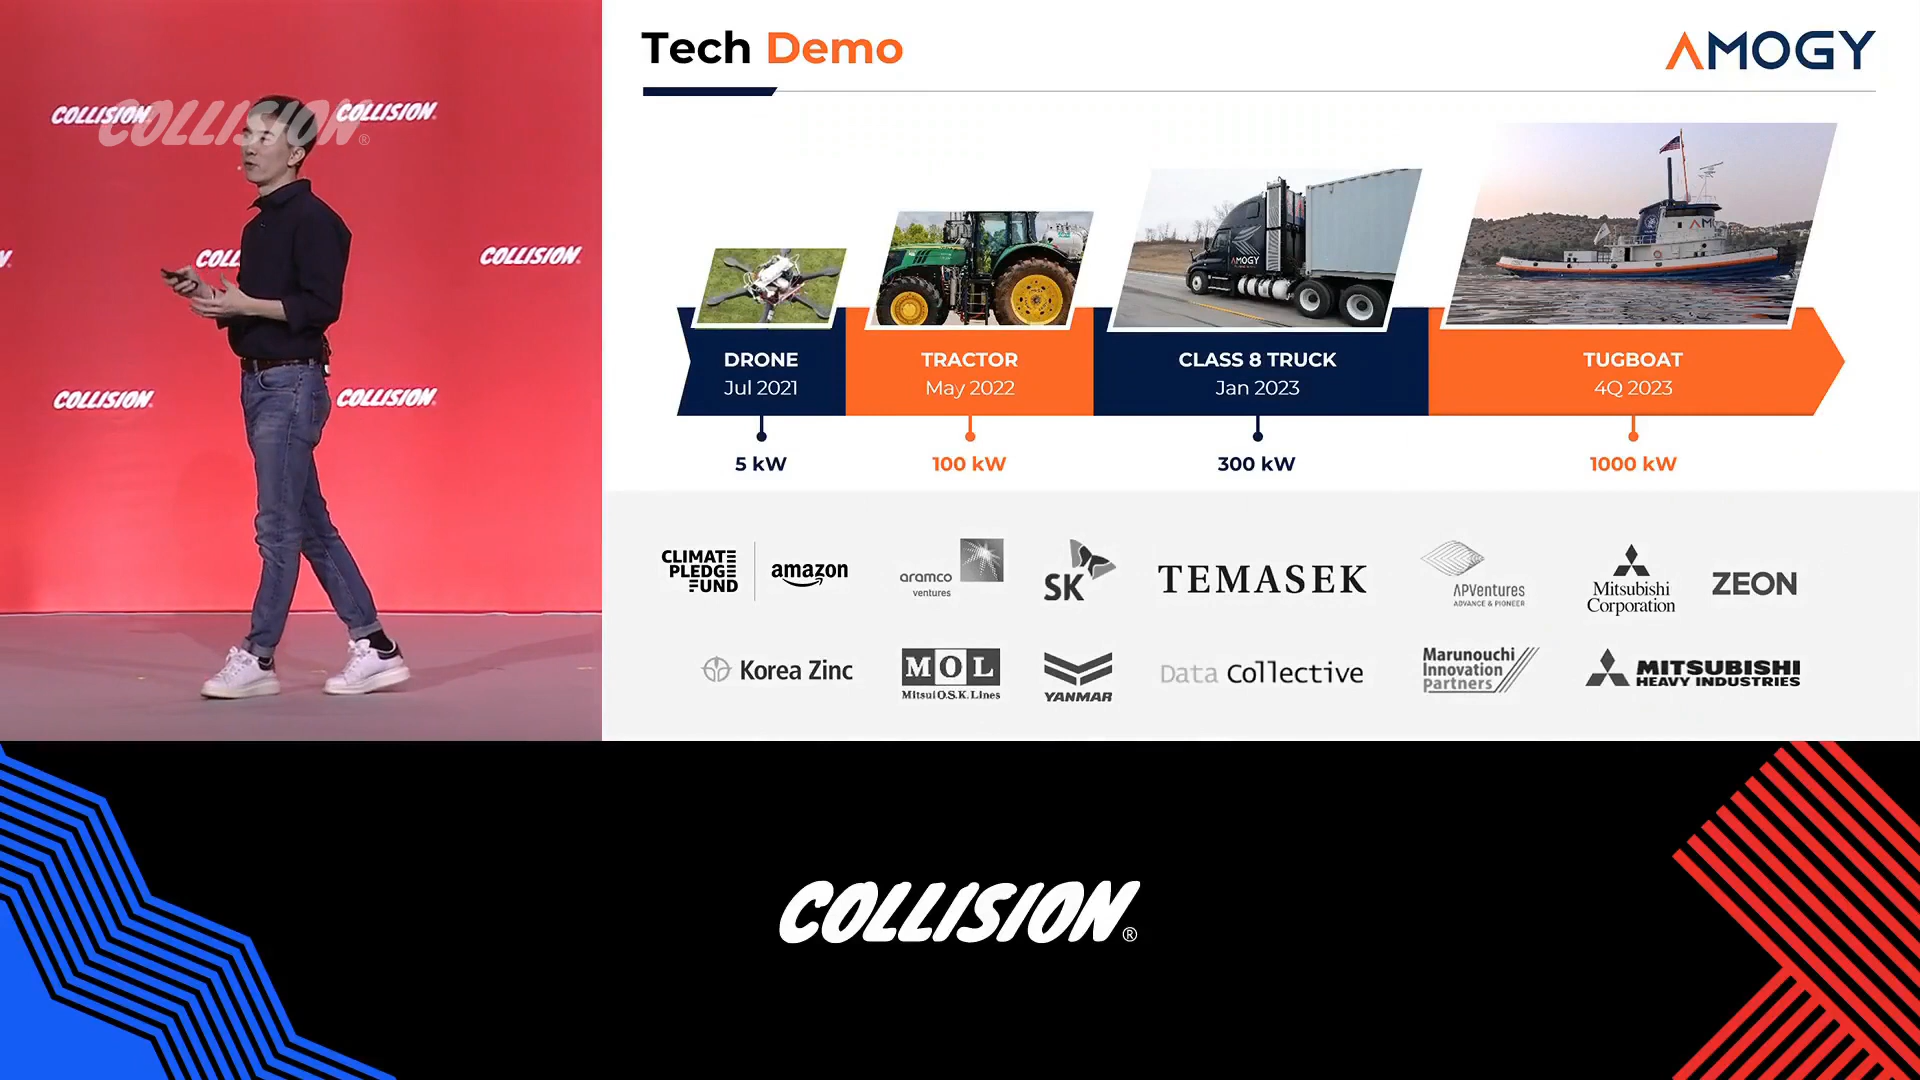 COLLISION
COLLISION
COLLISION®
COLL
COLLISION
COLLISION
COLLISION
Tech Demo
AMOGY
AMOGY
DRONE
Jul 2021
TRACTOR
May 2022
CLASS 8 TRUCK
Jan 2023
TUGBOAT
4Q 2023
5 kW
100 kW
300 kW
1000 kW
CLIMATE
PLEDGE
FUND
amazon
aramco
ventures
SK
TEMASEK
APVentures
ADVANCE & PIONEER
Mitsubishi
Corporation
ZEON
Korea Zinc
MOL
Mitsui O.S.K. Lines
YANMAR
Data Collective
Marunouchi
Innovation
Partners
MITSUBISHI
HEAVY INDUSTRIES
COLLISION®